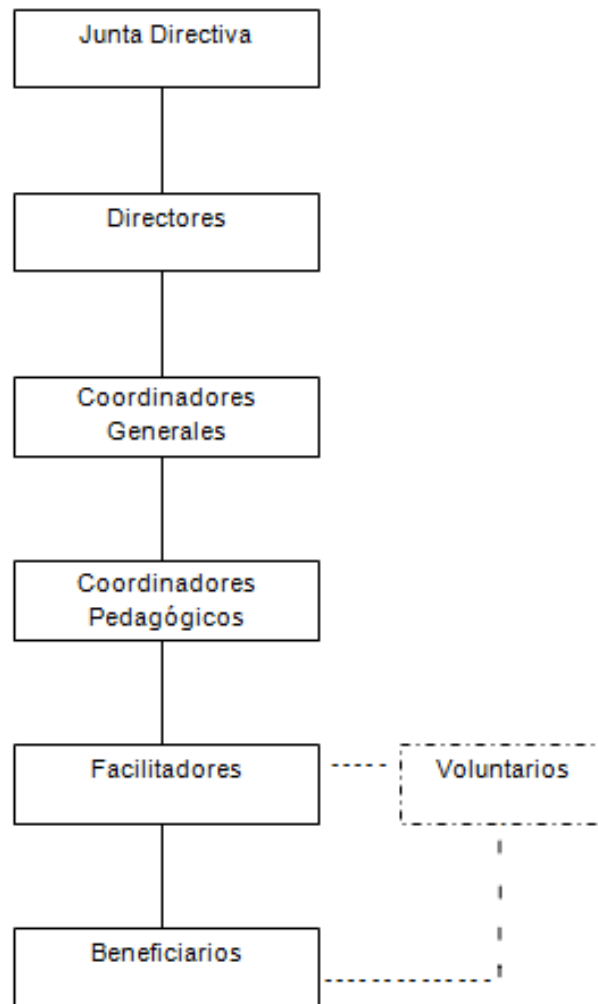 Junta Directiva
Directores
Coordinadores
Generales
Coordinadores
Pedagógicos
Facilitadores
Voluntarios
Beneficiarios